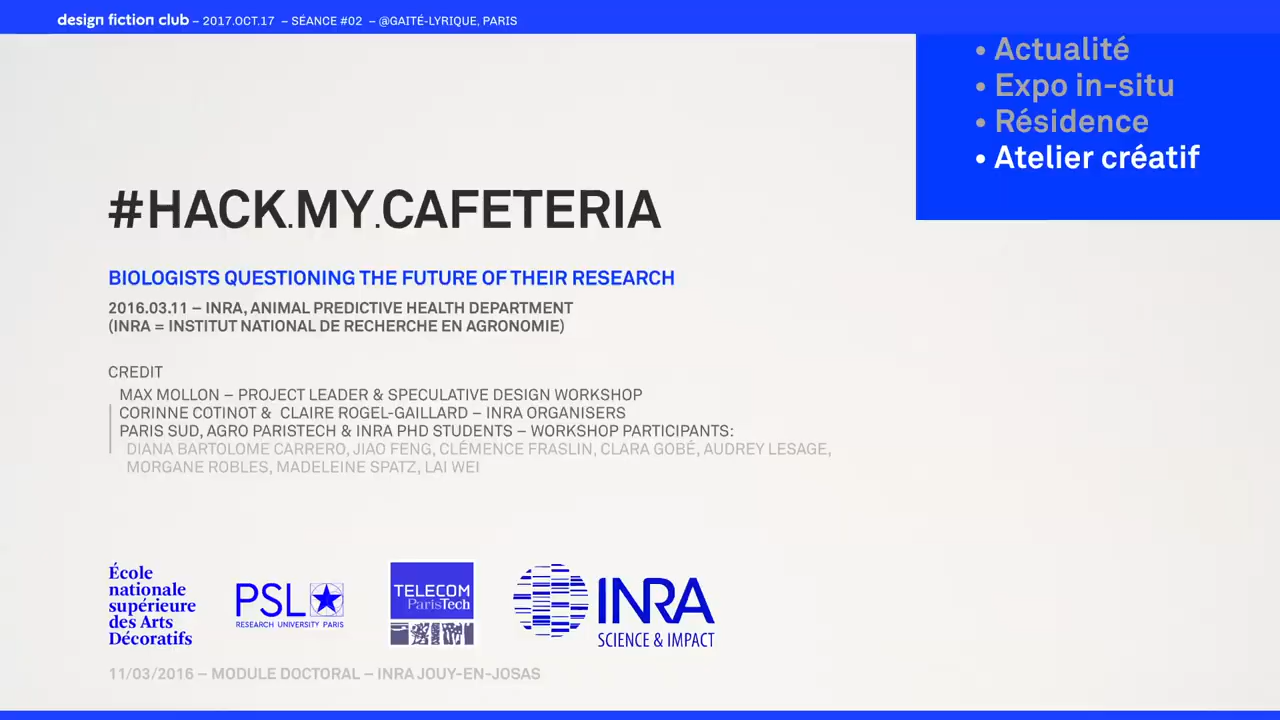 design fiction club – 2017.OCT.17 – SÉANCE #02 – @GAITÉ-LYRIQUE, PARIS
• Actualité
• Expo in-situ
• Résidence
• Atelier créatif
#HACK.MY.CAFETERIA
BIOLOGISTS QUESTIONING THE FUTURE OF THEIR RESEARCH
2016.03.11 – INRA, ANIMAL PREDICTIVE HEALTH DEPARTMENT
(INRA = INSTITUT NATIONAL DE RECHERCHE EN AGRONOMIE)
CREDIT
MAX MOLLON – PROJECT LEADER & SPECULATIVE DESIGN WORKSHOP
CORINNE COTINOT & CLAIRE ROGEL-GAILLARD – INRA ORGANISERS
PARIS SUD, AGRO PARISTECH & INRA PHD STUDENTS – WORKSHOP PARTICIPANTS:
DIANA BARTOLOME CARRERO, JIAO FENG, CLÉMENCE FRASLIN, CLARA GOBÉ, AUDREY LESAGE,
MORGANE ROBLES, MADELEINE SPATZ, LAI WEI
École
nationale
supérieure
des Arts
Décoratifs
PSL
RESEARCH UNIVERSITY PARIS
TELECOM
ParisTech
INRA
SCIENCE & IMPACT
11/03/2016 – MODULE DOCTORAL – INRA JOUY-EN-JOSAS